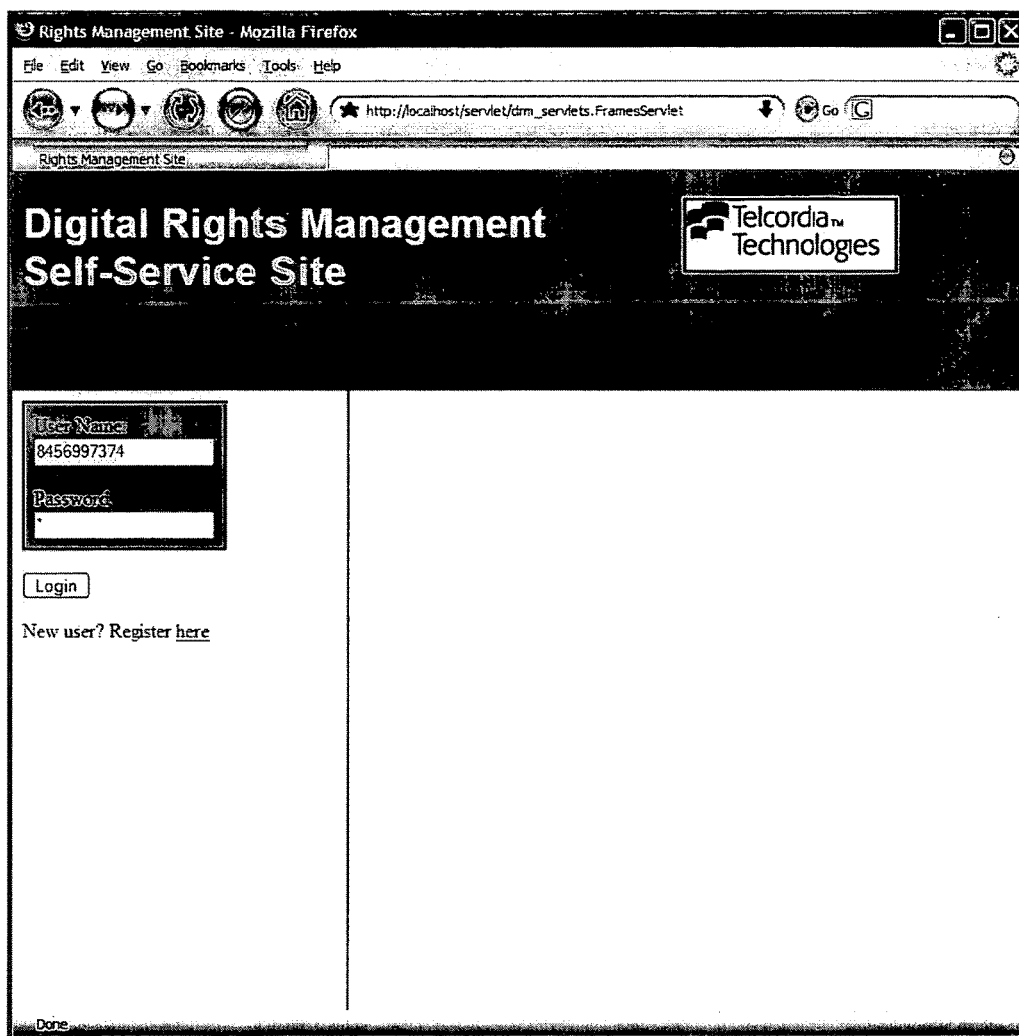 Rights Management Site - Mozilla Firefox
File Edit View Go Bookmarks Tools Help
http://localhost/servlet/drm_servlets.FramesServlet Go G
Rights Management Site
Digital Rights Management
Self-Service Site
Telcordia™
Technologies
User Name:
8456997374
Password:
*
Login
New user? Register here
Done